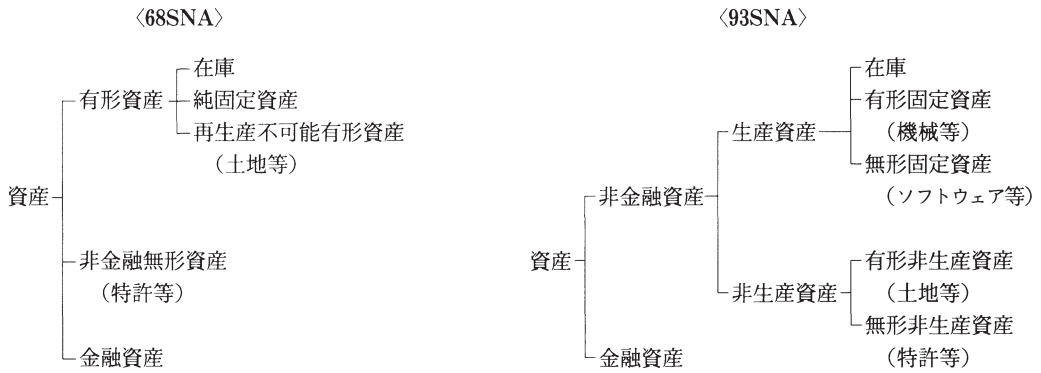 〈68SNA〉
資産
有形資産
在庫
純固定資産
再生産不可能有形資産
（土地等）
非金融無形資産
（特許等）
金融資産
〈93SNA〉
資産
非金融資産
生産資産
在庫
有形固定資産
（機械等）
無形固定資産
（ソフトウェア等）
非生産資産
有形非生産資産
（土地等）
無形非生産資産
（特許等）
金融資産